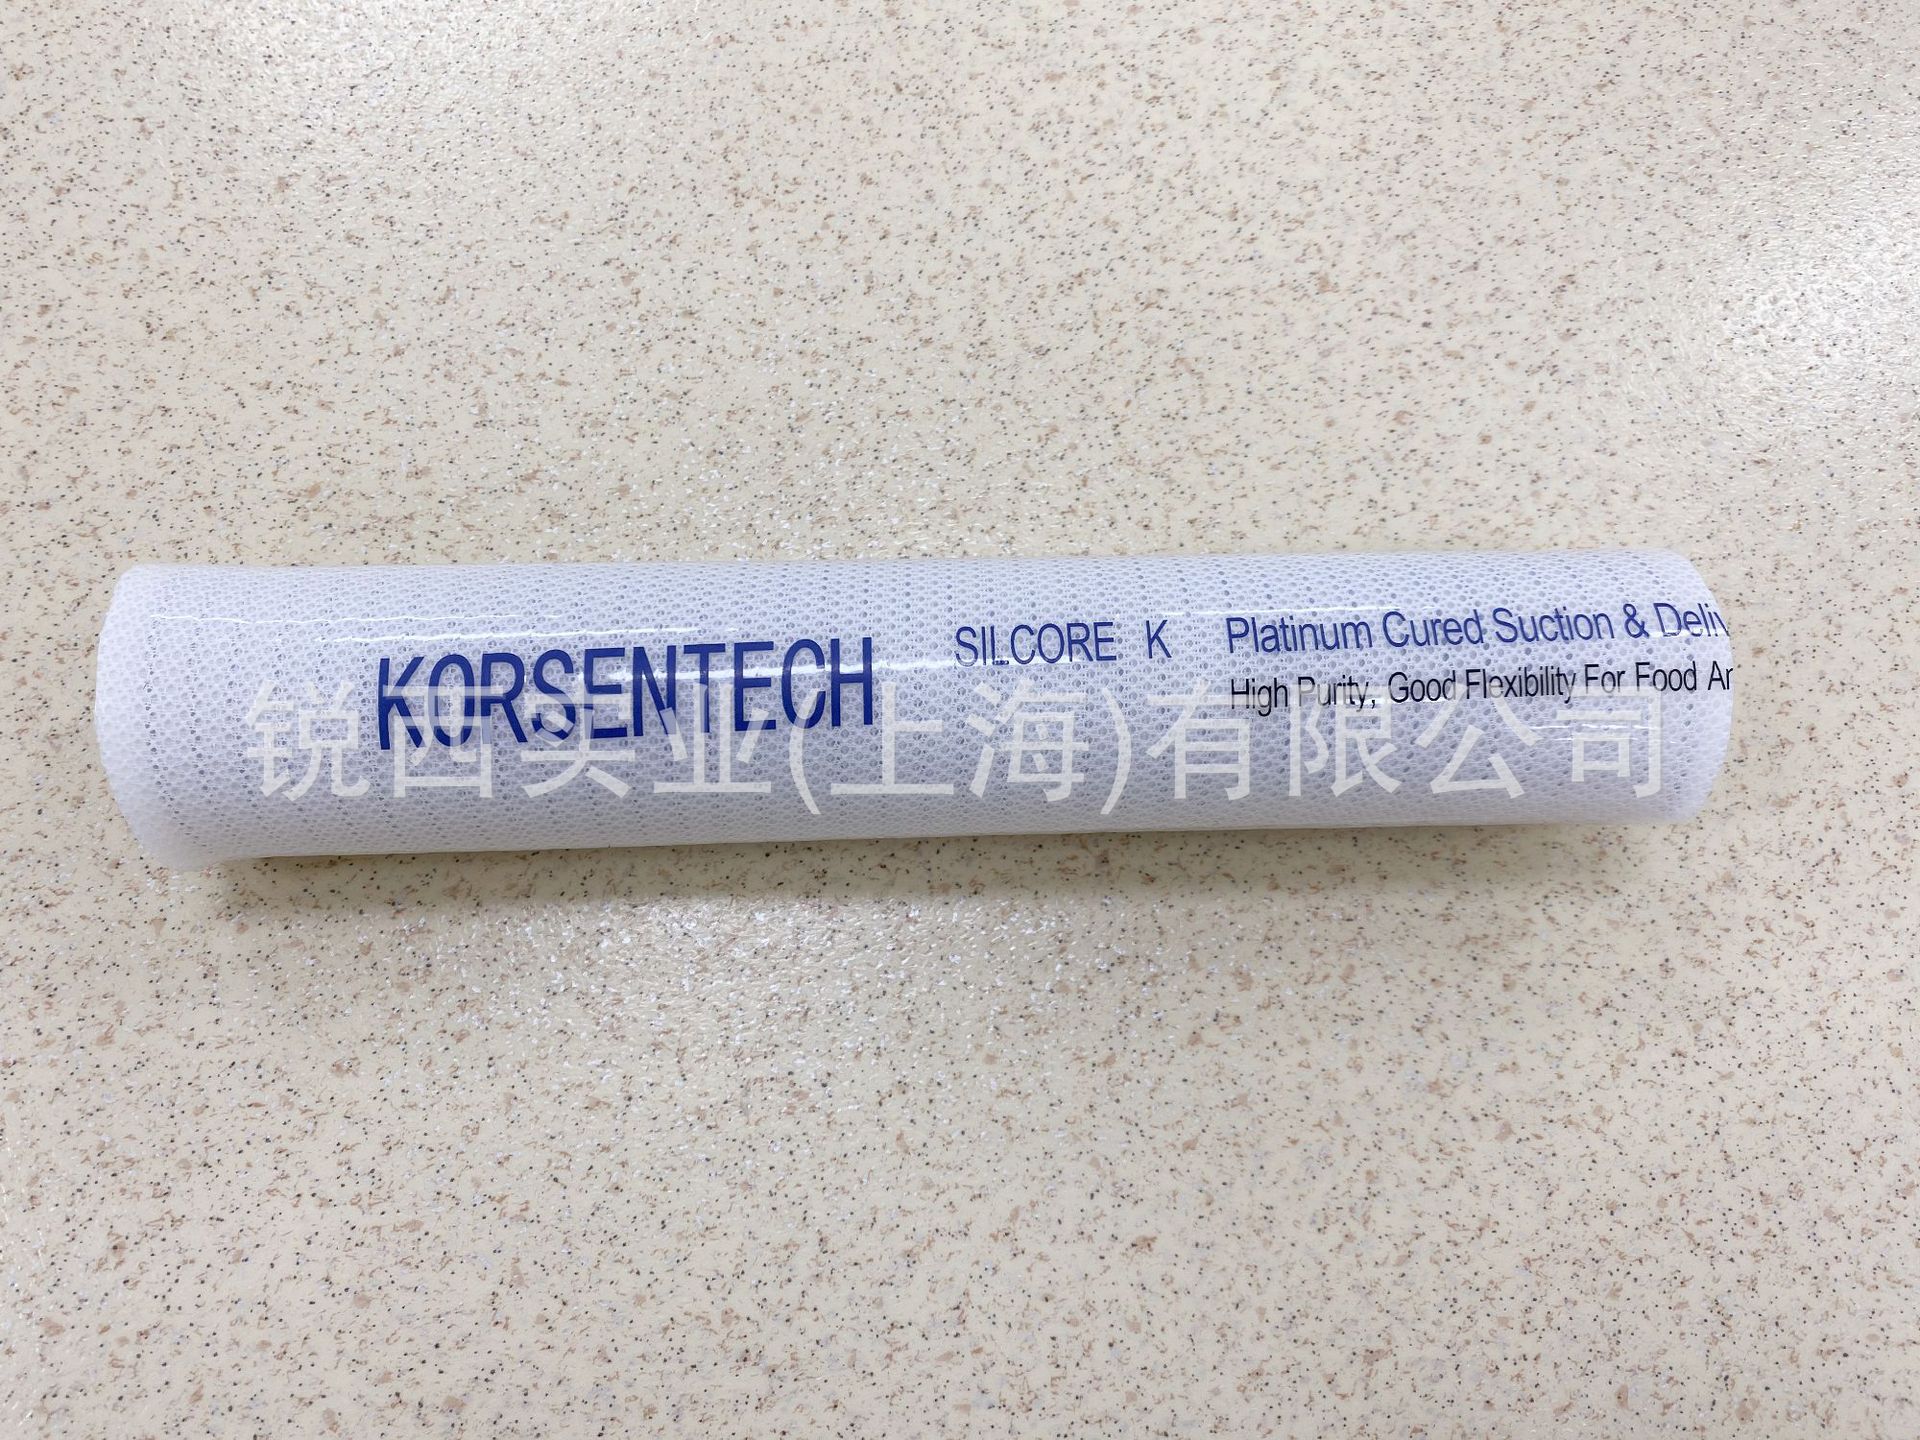 KORSENTECH SILCORE K Platinum Cured Suction & Deliv
High Purity, Good Flexibility For Food Ar
锐西实业(上海)有限公司